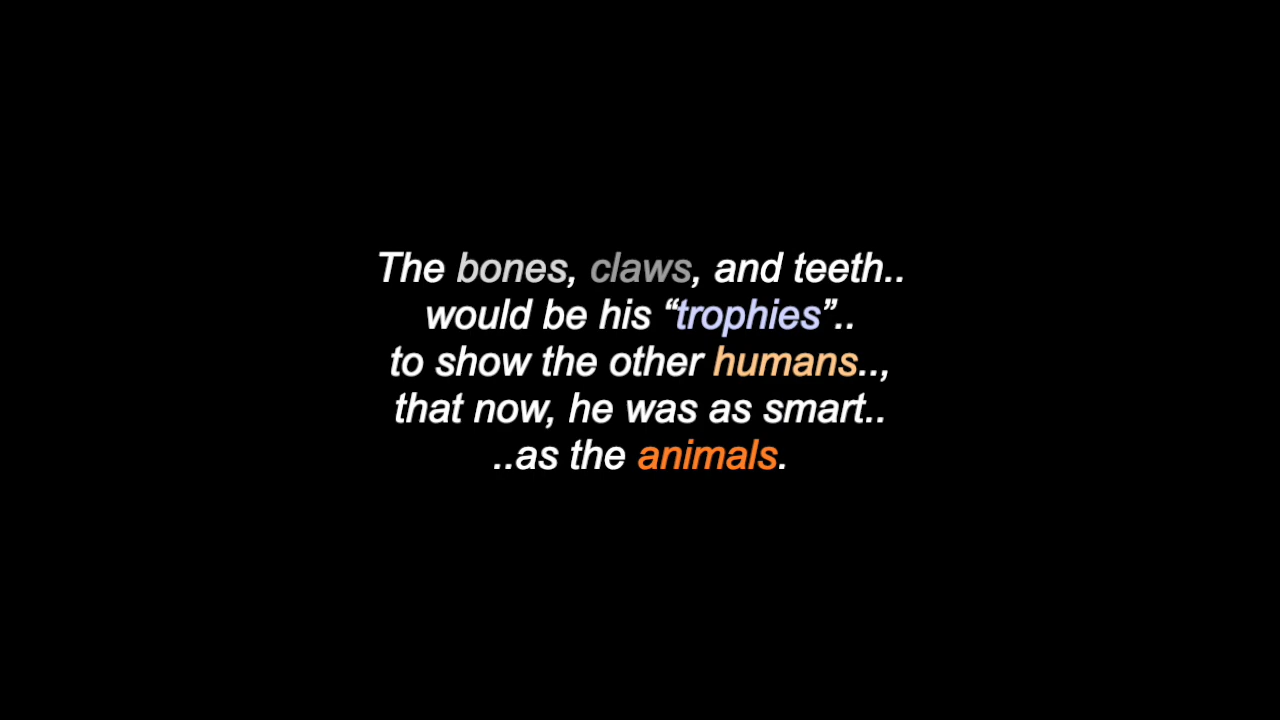 The bones, claws, and teeth..
would be his “trophies”..
to show the other humans..,
that now, he was as smart..
..as the animals.